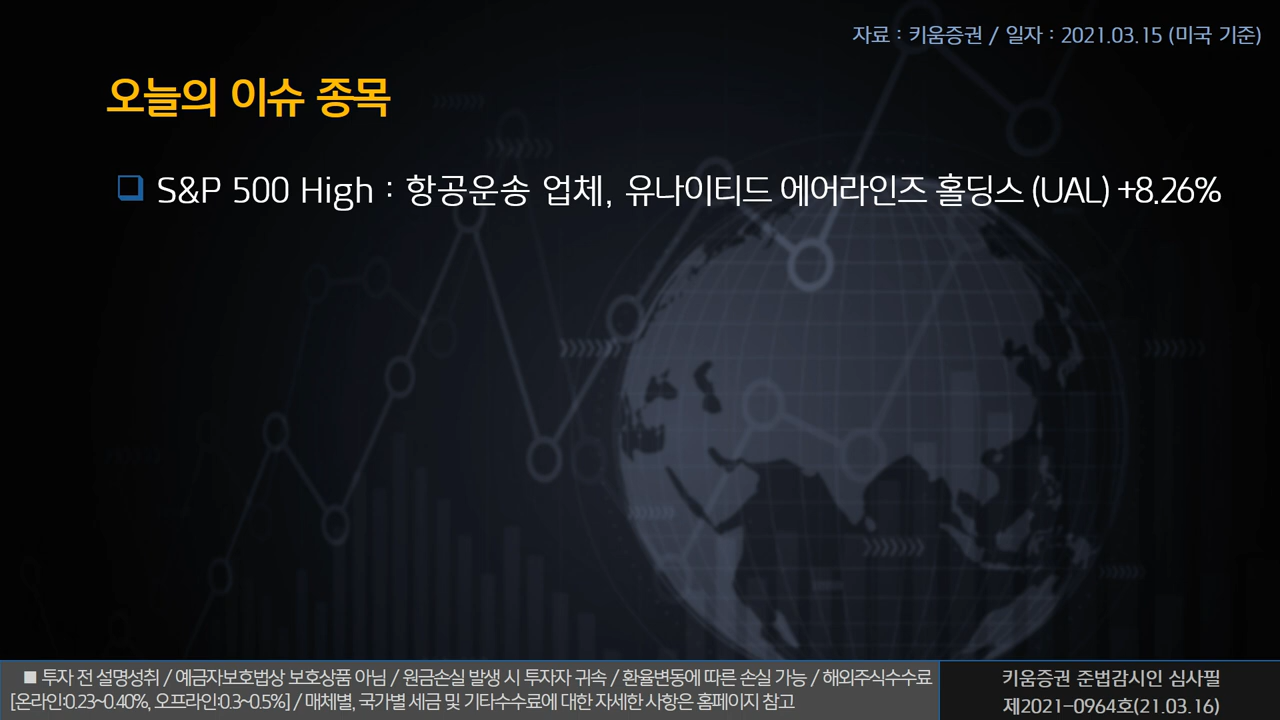 자료 : 키움증권 / 일자 : 2021.03.15 (미국 기준)
오늘의 이슈 종목
❑ S&P 500 High : 항공운송 업체, 유나이티드 에어라인즈 홀딩스 (UAL) +8.26%
■ 투자 전 설명성취 / 예금자보호법상 보호상품 아님 / 원금손실 발생 시 투자자 귀속 / 환율변동에 따른 손실 가능 / 해외주식수수료
[온라인:0.23~0.40%, 오프라인:0.3~0.5%] / 매체별, 국가별 세금 및 기타수수료에 대한 자세한 사항은 홈페이지 참고
키움증권 준법감시인 심사필
제2021-0964호(21.03.16)